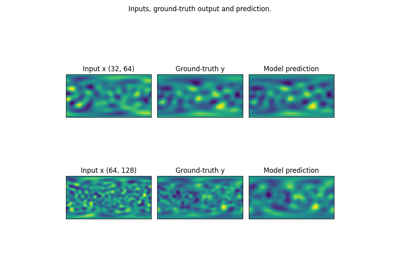 Inputs, ground-truth output and prediction.
Input x (32, 64)
Ground-truth y
Model prediction
Input x (64, 128)
Ground-truth y
Model prediction